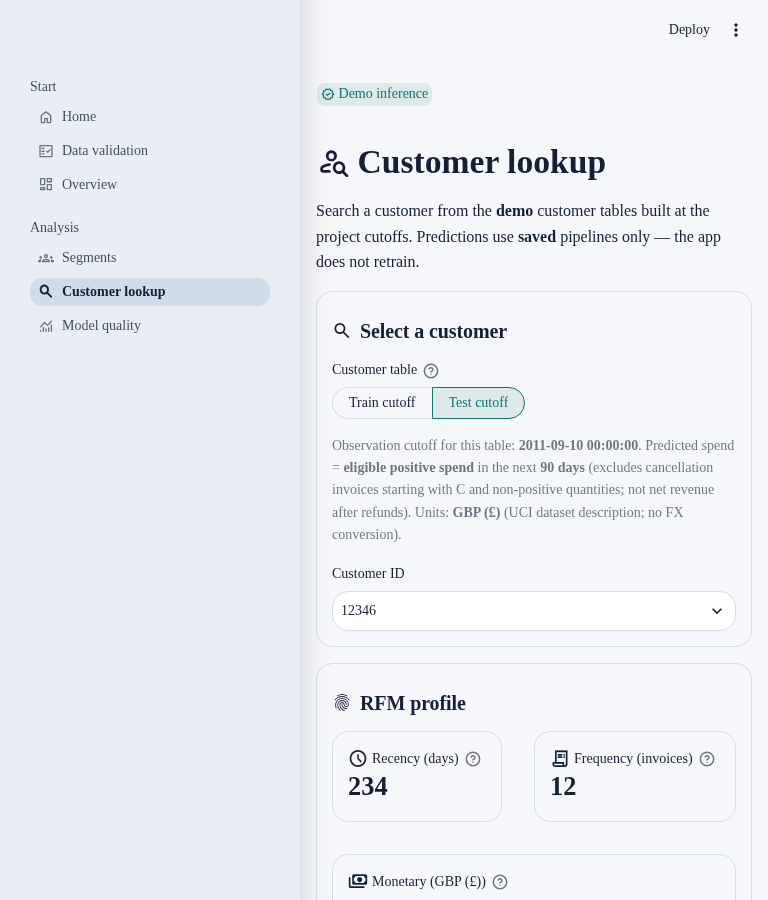 Deploy
Start
Home
Data validation
Overview
Analysis
Segments
Customer lookup
Model quality
Demo inference
Customer lookup
Search a customer from the demo customer tables built at the
project cutoffs. Predictions use saved pipelines only — the app
does not retrain.
Select a customer
Customer table
Train cutoff Test cutoff
Observation cutoff for this table: 2011-09-10 00:00:00. Predicted spend
= eligible positive spend in the next 90 days (excludes cancellation
invoices starting with C and non-positive quantities; not net revenue
after refunds). Units: GBP (£) (UCI dataset description; no FX
conversion).
Customer ID
12346
RFM profile
Recency (days)
234
Frequency (invoices)
12
Monetary (GBP (£))